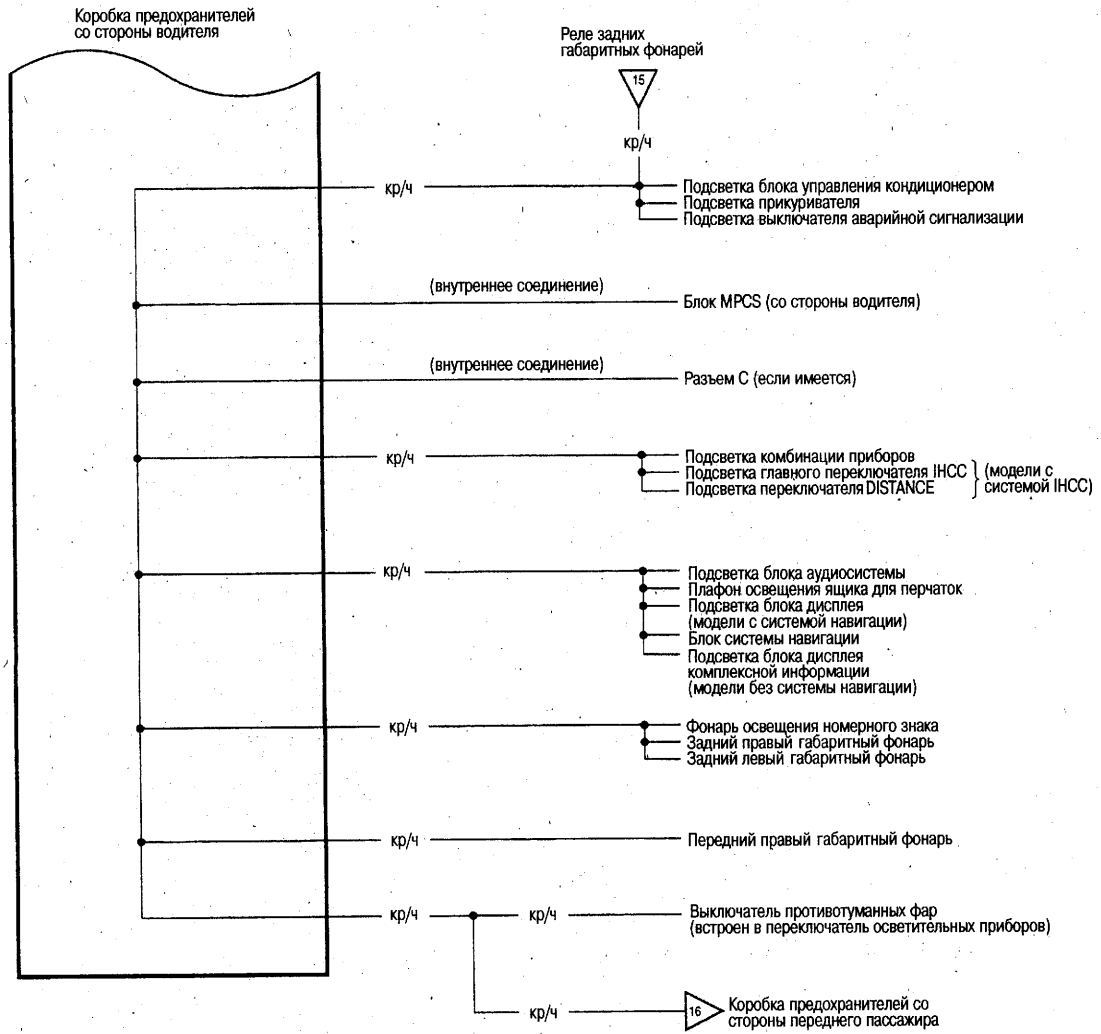 Коробка предохранителей
со стороны водителя
Реле задних
габаритных фонарей
15
кр/ч
кр/ч
Подсветка блока управления кондиционером
Подсветка прикуривателя
Подсветка выключателя аварийной сигнализации
(внутреннее соединение)
Блок MPCS (со стороны водителя)
(внутреннее соединение)
Разъем С (если имеется)
кр/ч
Подсветка комбинации приборов
Подсветка главного переключателя IHCC
Подсветка переключателя DISTANCE
(модели с
системой IHCC)
кр/ч
Подсветка блока аудиосистемы
Плафон освещения ящика для перчаток
Подсветка блока дисплея
(модели с системой навигации)
Блок системы навигации
Подсветка блока дисплея
комплексной информации
(модели без системы навигации)
кр/ч
Фонарь освещения номерного знака
Задний правый габаритный фонарь
Задний левый габаритный фонарь
кр/ч
Передний правый габаритный фонарь
кр/ч
кр/ч
Выключатель противотуманных фар
(встроен в переключатель осветительных приборов)
кр/ч
16
Коробка предохранителей со
стороны переднего пассажира